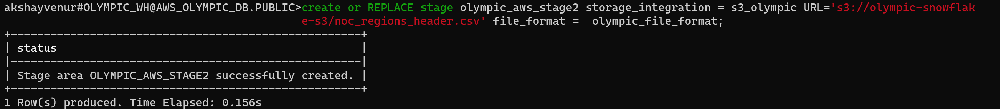 akshayvenur#OLYMPIC_WH@AWS_OLYMPIC_DB.PUBLIC>create or REPLACE stage olympic_aws_stage2 storage_integration = s3_olympic URL='s3://olympic-snowflak
e-s3/noc_regions_header.csv' file_format =  olympic_file_format;
+-----------------------------------------------------+
| status                                              |
|-----------------------------------------------------|
| Stage area OLYMPIC_AWS_STAGE2 successfully created. |
+-----------------------------------------------------+
1 Row(s) produced. Time Elapsed: 0.156s